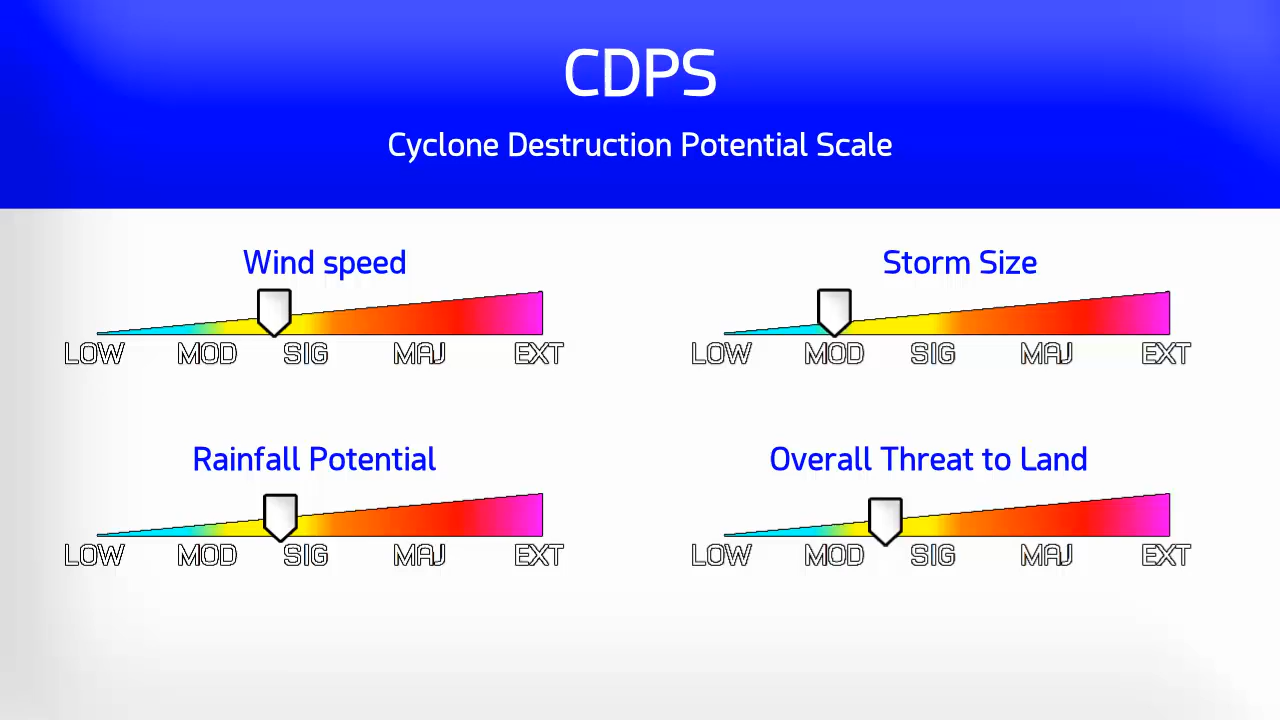 CDPS
Cyclone Destruction Potential Scale
Wind speed
LOW MOD SIG MAJ EXT
Storm Size
LOW MOD SIG MAJ EXT
Rainfall Potential
LOW MOD SIG MAJ EXT
Overall Threat to Land
LOW MOD SIG MAJ EXT